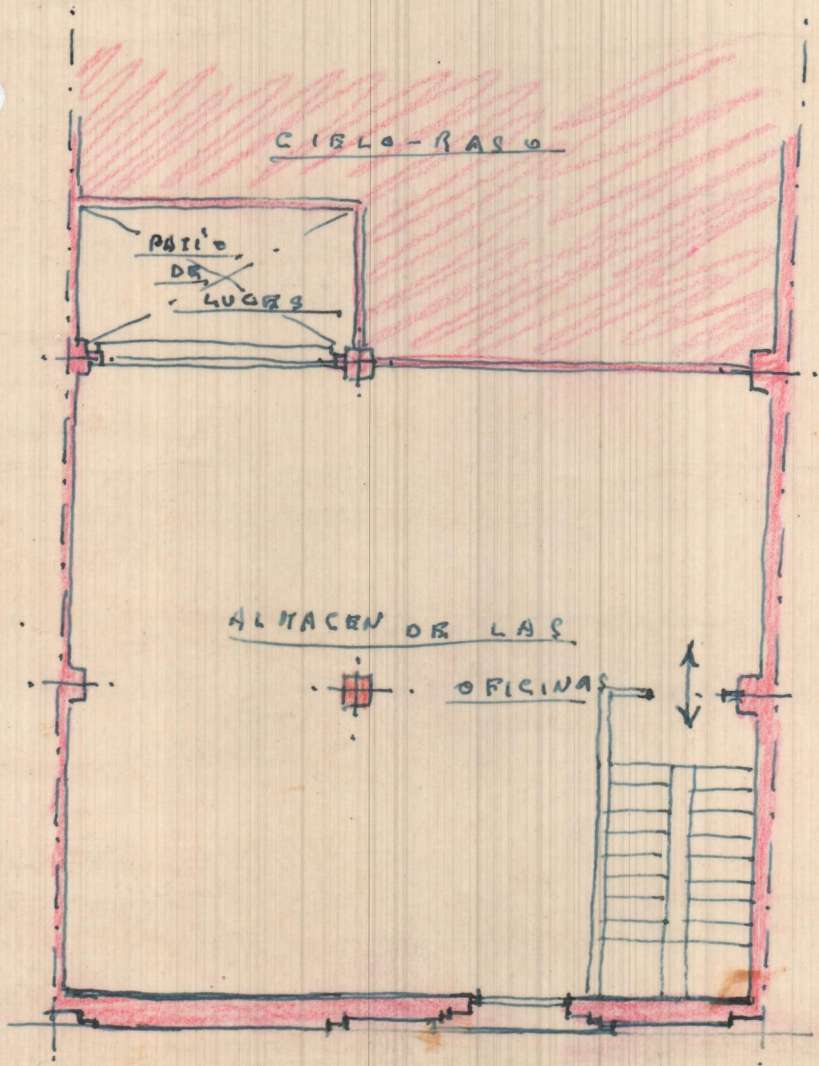 CIELO-RASO
PATIO
DE
LUCES
ALMACEN DE LAS
OFICINAS